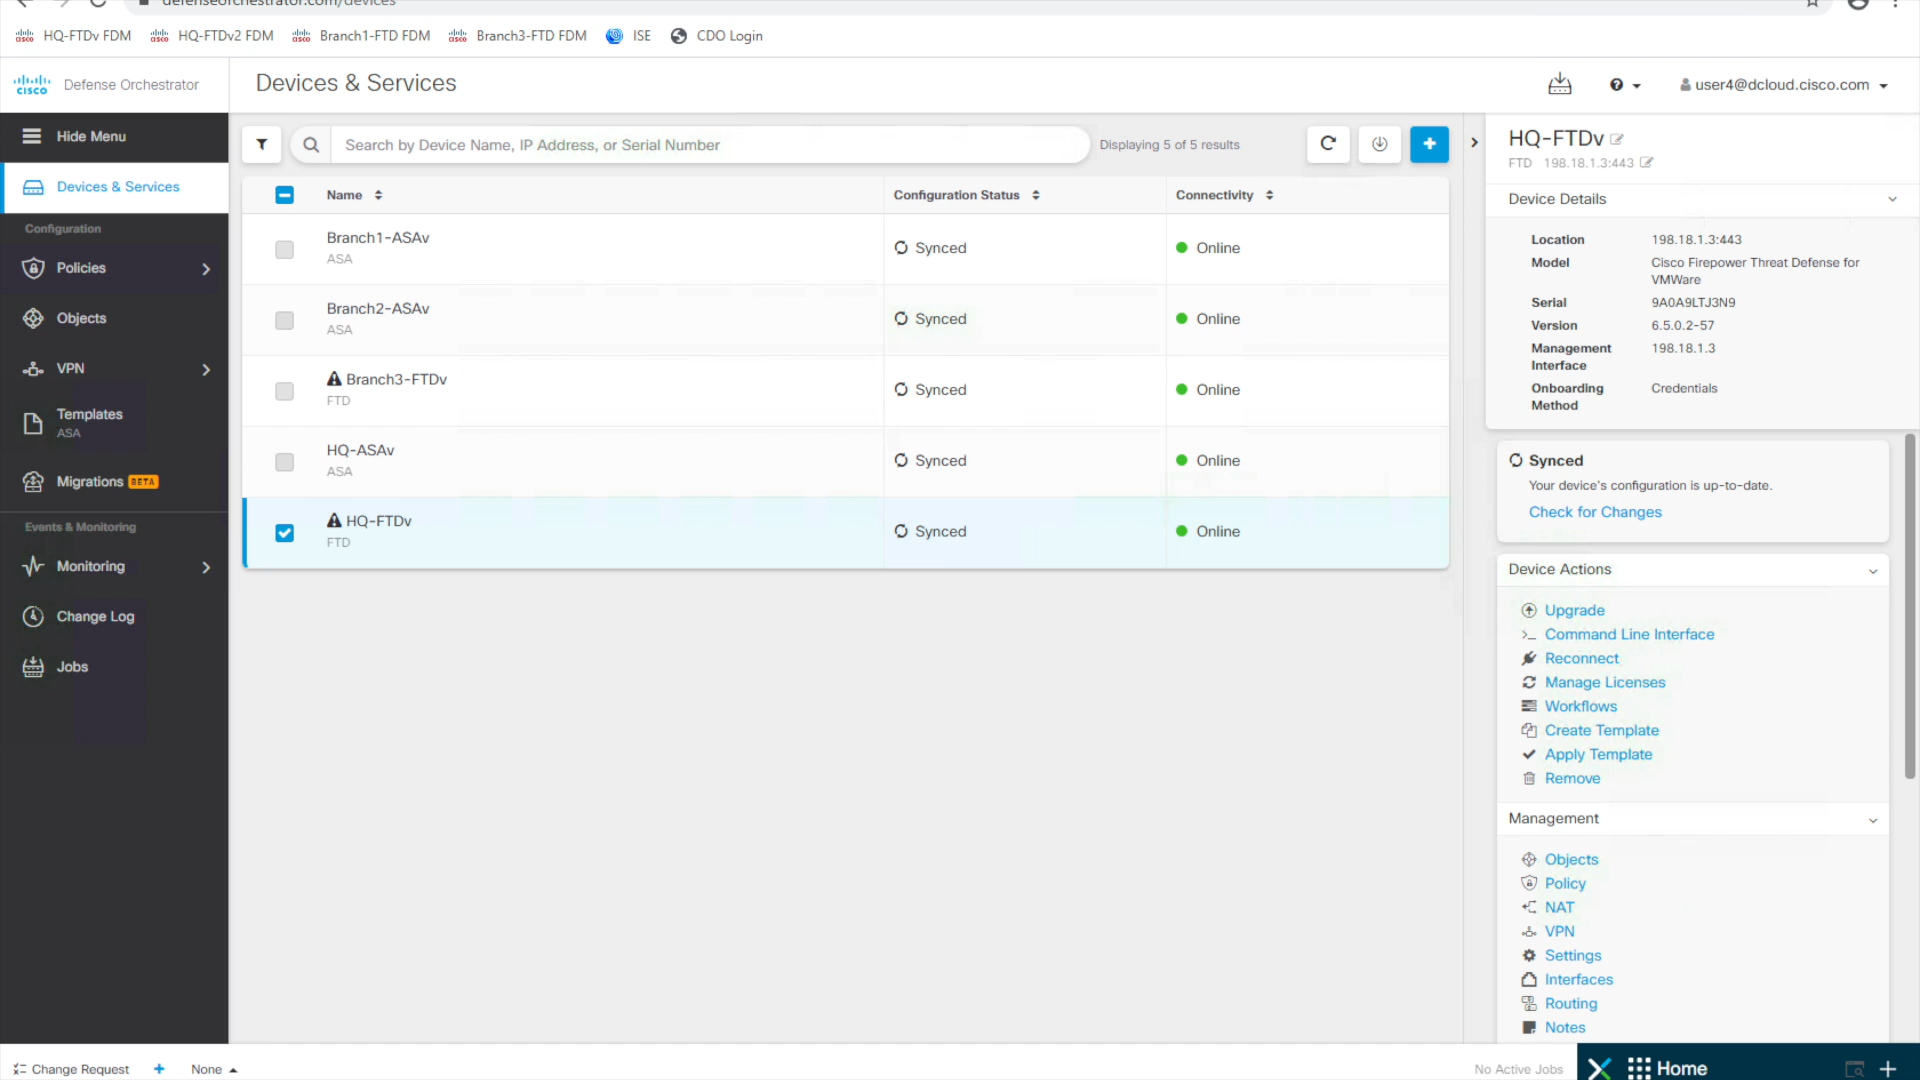 defenseorchestrator.com/devices
HQ-FTDv FDM
HQ-FTDv2 FDM
Branch1-FTD FDM
Branch3-FTD FDM
ISE
CDO Login
cisco
Defense Orchestrator
Devices & Services
user4@dcloud.cisco.com
Hide Menu
Devices & Services
Configuration
Policies
Objects
VPN
Templates
ASA
Migrations BETA
Events & Monitoring
Monitoring
Change Log
Jobs
Search by Device Name, IP Address, or Serial Number
Displaying 5 of 5 results
Name Configuration Status Connectivity
Branch1-ASAv
ASA
Synced Online
Branch2-ASAv
ASA
Synced Online
Branch3-FTDv
FTD
Synced Online
HQ-ASAv
ASA
Synced Online
HQ-FTDv
FTD
Synced Online
HQ-FTDv
FTD 198.18.1.3:443
Device Details
Location 198.18.1.3:443
Model Cisco Firepower Threat Defense for
VMWare
Serial 9A0A9LTJ3N9
Version 6.5.0.2-57
Management 198.18.1.3
Interface
Onboarding Credentials
Method
Synced
Your device's configuration is up-to-date.
Check for Changes
Device Actions
Upgrade
Command Line Interface
Reconnect
Manage Licenses
Workflows
Create Template
Apply Template
Remove
Management
Objects
Policy
NAT
VPN
Settings
Interfaces
Routing
Notes
Change Request + None
No Active Jobs
Home